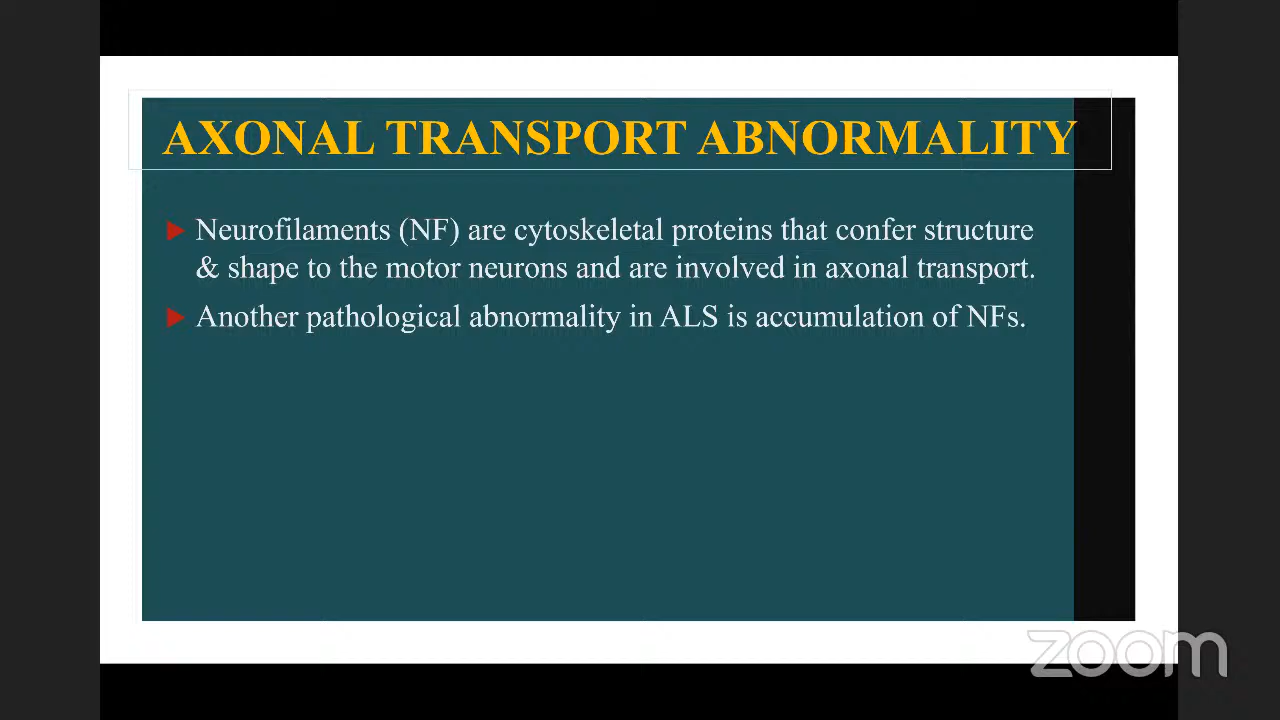 AXONAL TRANSPORT ABNORMALITY
Neurofilaments (NF) are cytoskeletal proteins that confer structure
& shape to the motor neurons and are involved in axonal transport.
Another pathological abnormality in ALS is accumulation of NFs.
zoom